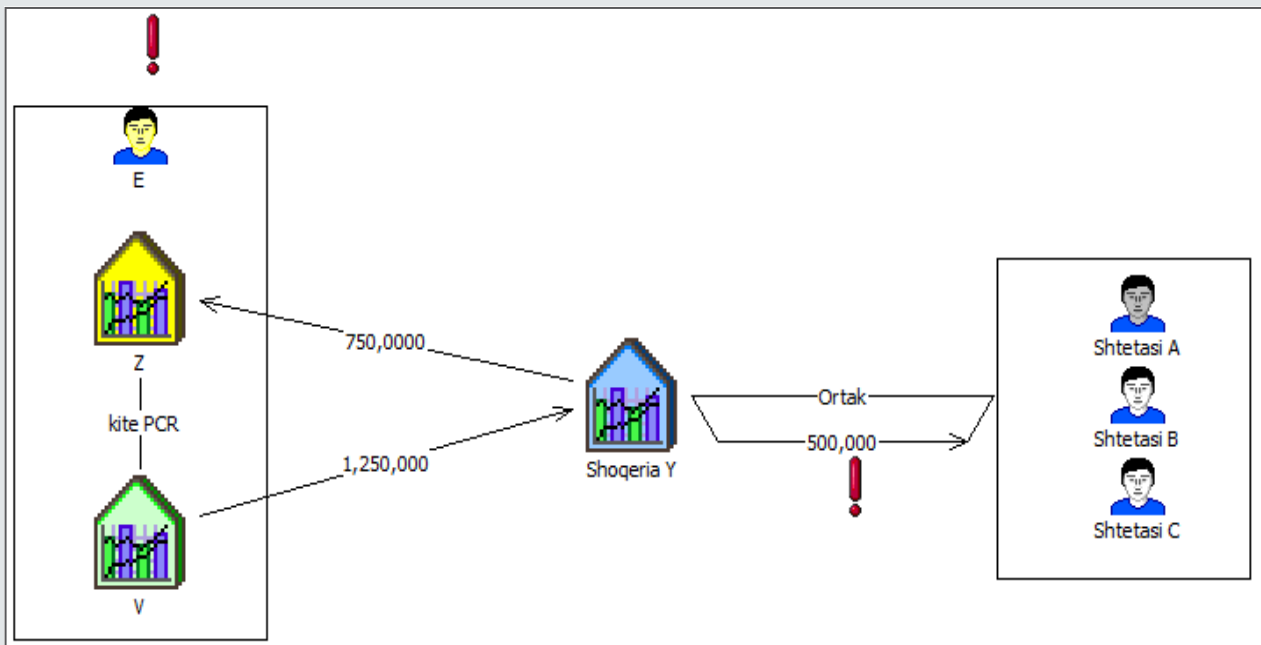 E
Z
kite PCR
V
750,0000
1,250,000
Shoqeria Y
Ortak
500,000
Shtetasi A
Shtetasi B
Shtetasi C